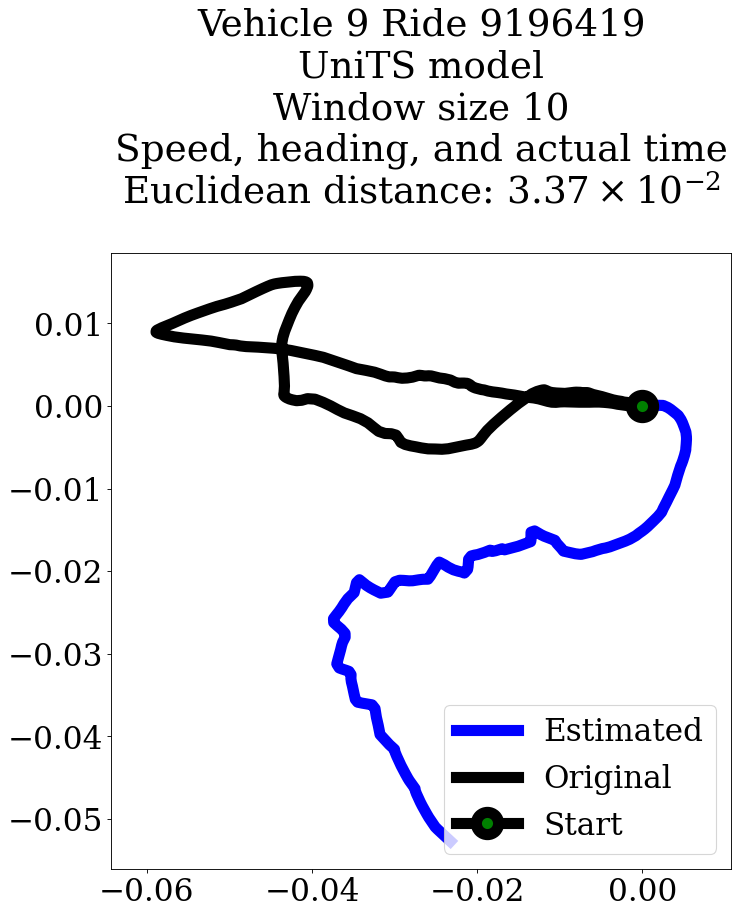 Vehicle 9 Ride 9196419
UniTS model
Window size 10
Speed, heading, and actual time
Euclidean distance: 3.37 × 10⁻²
0.01
0.00
−0.01
−0.02
−0.03
−0.04
−0.05
−0.06 −0.04 −0.02 0.00
Estimated
Original
Start